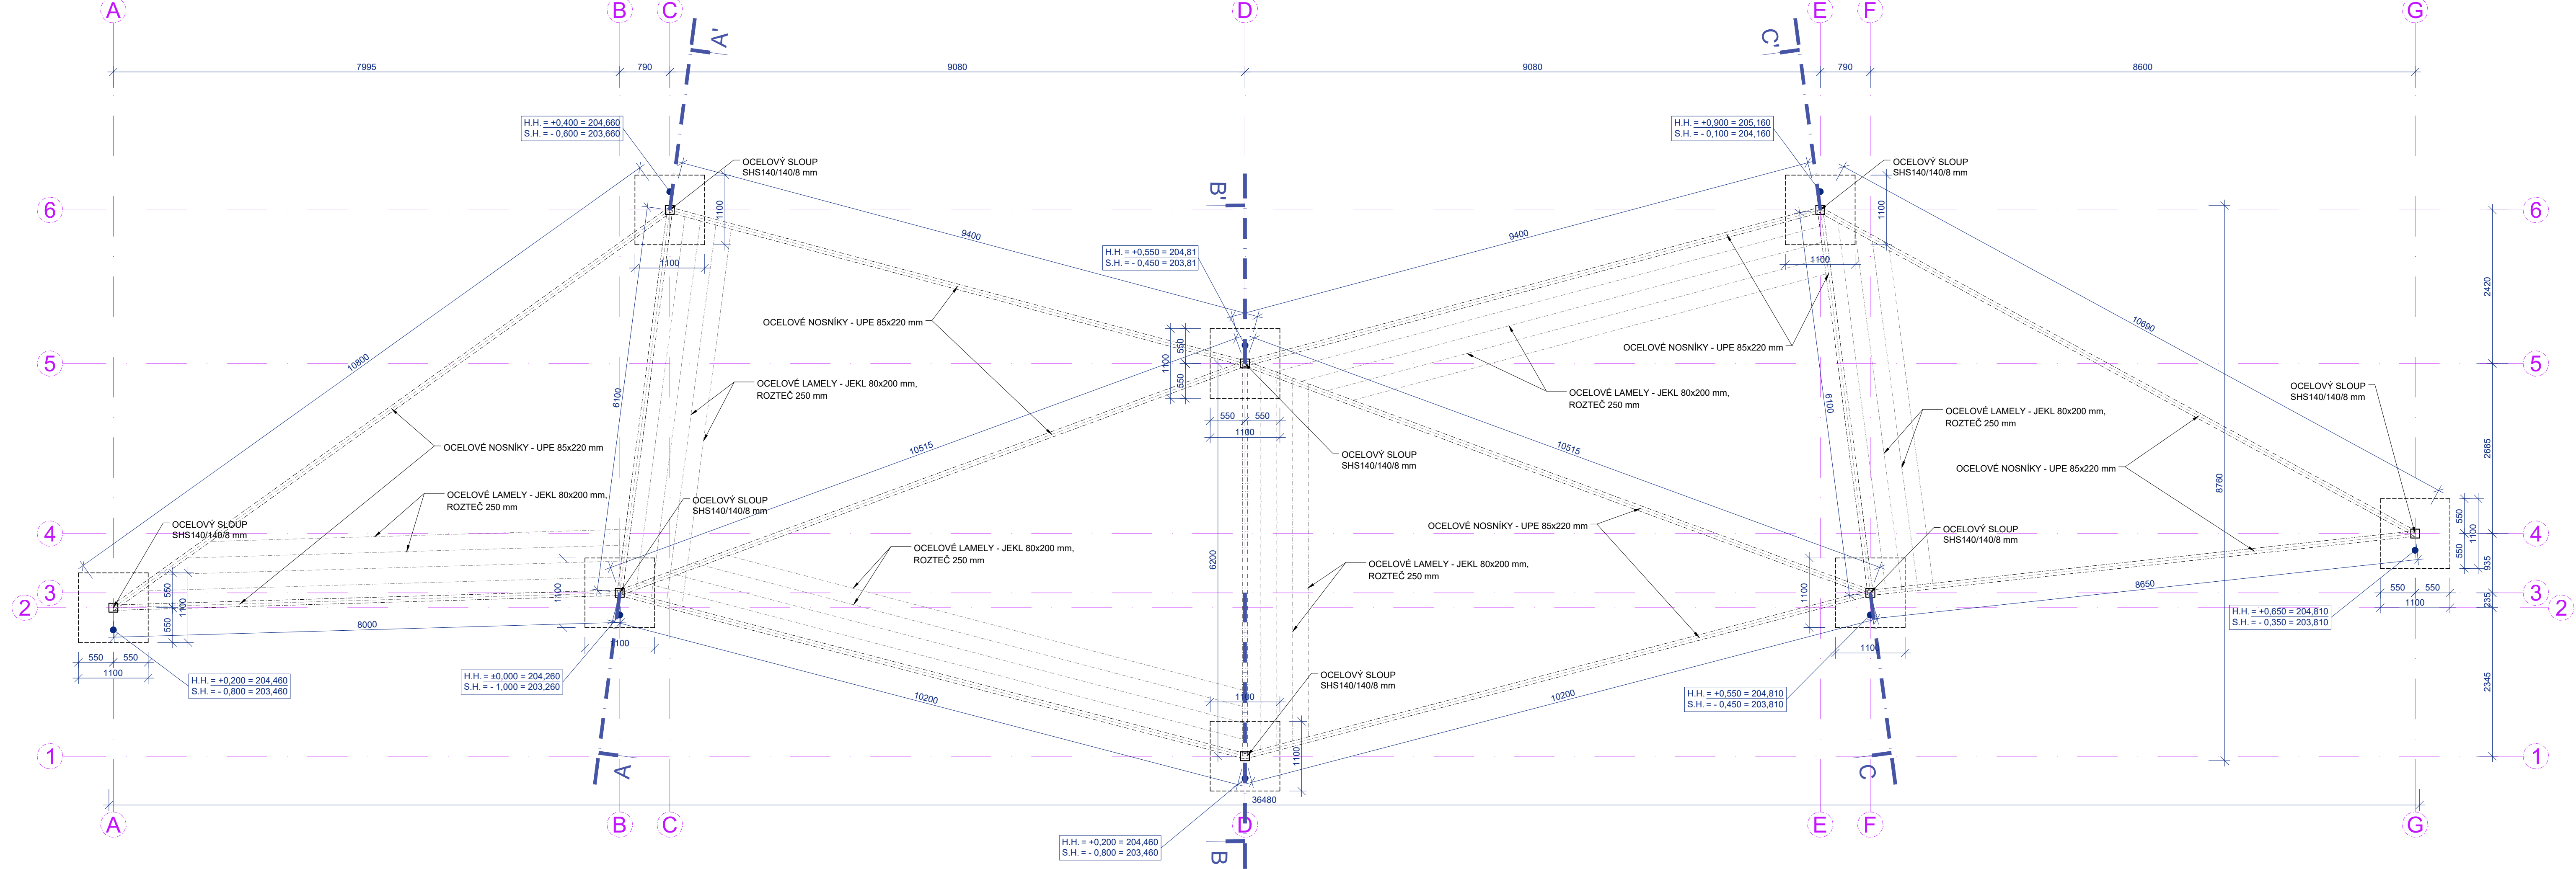 A B C D E F G
A'
C'
7995 790 9080 9080 790 8600
H.H. = +0,400 = 204,660
S.H. = - 0,600 = 203,660
H.H. = +0,900 = 205,160
S.H. = - 0,100 = 204,160
OCELOVÝ SLOUP
SHS140/140/8 mm
OCELOVÝ SLOUP
SHS140/140/8 mm
B'
6
6
1100
1100
1100
1100
9400
9400
H.H. = +0,550 = 204,81
S.H. = - 0,450 = 203,81
2420
OCELOVÉ NOSNÍKY - UPE 85x220 mm
OCELOVÉ NOSNÍKY - UPE 85x220 mm
10690
10800
5
5
1100
550
550
550 550
1100
OCELOVÉ LAMELY - JEKL 80x200 mm,
ROZTEČ 250 mm
OCELOVÉ LAMELY - JEKL 80x200 mm,
ROZTEČ 250 mm
OCELOVÝ SLOUP
SHS140/140/8 mm
6100
6100
OCELOVÉ LAMELY - JEKL 80x200 mm,
ROZTEČ 250 mm
10515
10515
2685
OCELOVÉ NOSNÍKY - UPE 85x220 mm
OCELOVÝ SLOUP
SHS140/140/8 mm
OCELOVÉ NOSNÍKY - UPE 85x220 mm
8760
OCELOVÉ LAMELY - JEKL 80x200 mm,
ROZTEČ 250 mm
OCELOVÝ SLOUP
SHS140/140/8 mm
OCELOVÝ SLOUP
SHS140/140/8 mm
OCELOVÉ NOSNÍKY - UPE 85x220 mm
OCELOVÝ SLOUP
SHS140/140/8 mm
4
4
550
550
1100
OCELOVÉ LAMELY - JEKL 80x200 mm,
ROZTEČ 250 mm
6200
OCELOVÉ LAMELY - JEKL 80x200 mm,
ROZTEČ 250 mm
935
3
3
2
2
550
550
1100
1100
1100
8650
550 550
1100
235
8000
H.H. = +0,650 = 204,810
S.H. = - 0,350 = 203,810
1100
1100
550 550
1100
H.H. = +0,200 = 204,460
S.H. = - 0,800 = 203,460
H.H. = ±0,000 = 204,260
S.H. = - 1,000 = 203,260
OCELOVÝ SLOUP
SHS140/140/8 mm
H.H. = +0,550 = 204,810
S.H. = - 0,450 = 203,810
2345
10200
1100
10200
1
1
1100
A
C
36480
A B C D E F G
H.H. = +0,200 = 204,460
S.H. = - 0,800 = 203,460
B